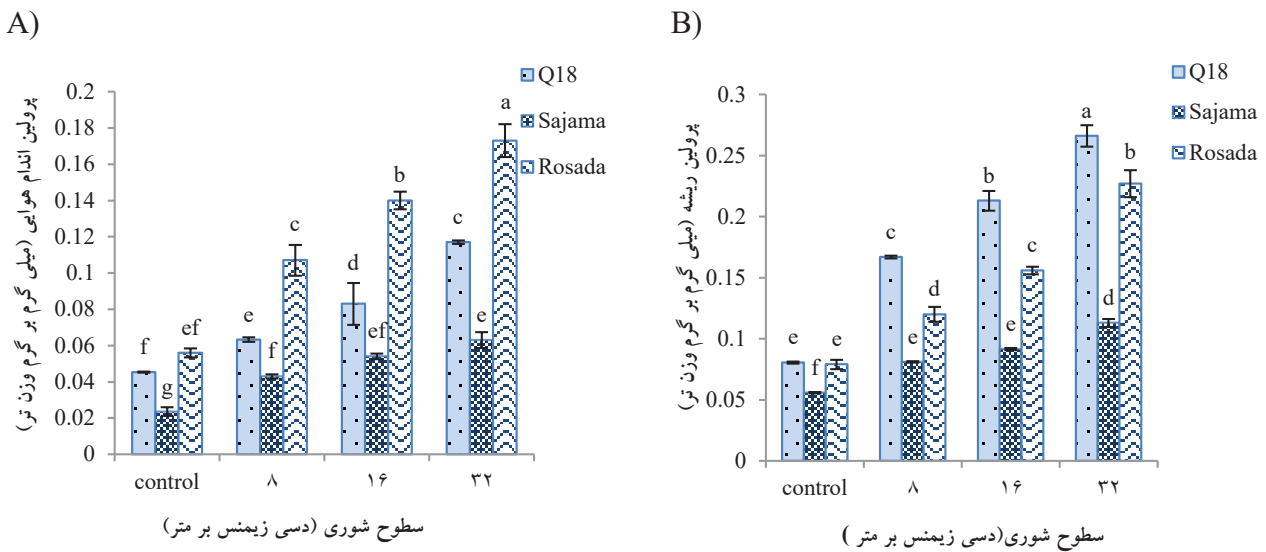 A)
Q18
Sajama
Rosada
پرولین اندام هوایی (میلی گرم بر گرم وزن تر)
0.2
0.18
0.16
0.14
0.12
0.1
0.08
0.06
0.04
0.02
0
f
g
ef
e
f
c
d
ef
b
c
e
a
control
۸
۱۶
۳۲
سطوح شوری (دسی زیمنس بر متر)
B)
Q18
Sajama
Rosada
پرولین ریشه (میلی گرم بر گرم وزن تر)
0.3
0.25
0.2
0.15
0.1
0.05
0
e
f
e
c
e
d
b
e
c
a
d
b
control
۸
۱۶
۳۲
سطوح شوری(دسی زیمنس بر متر )